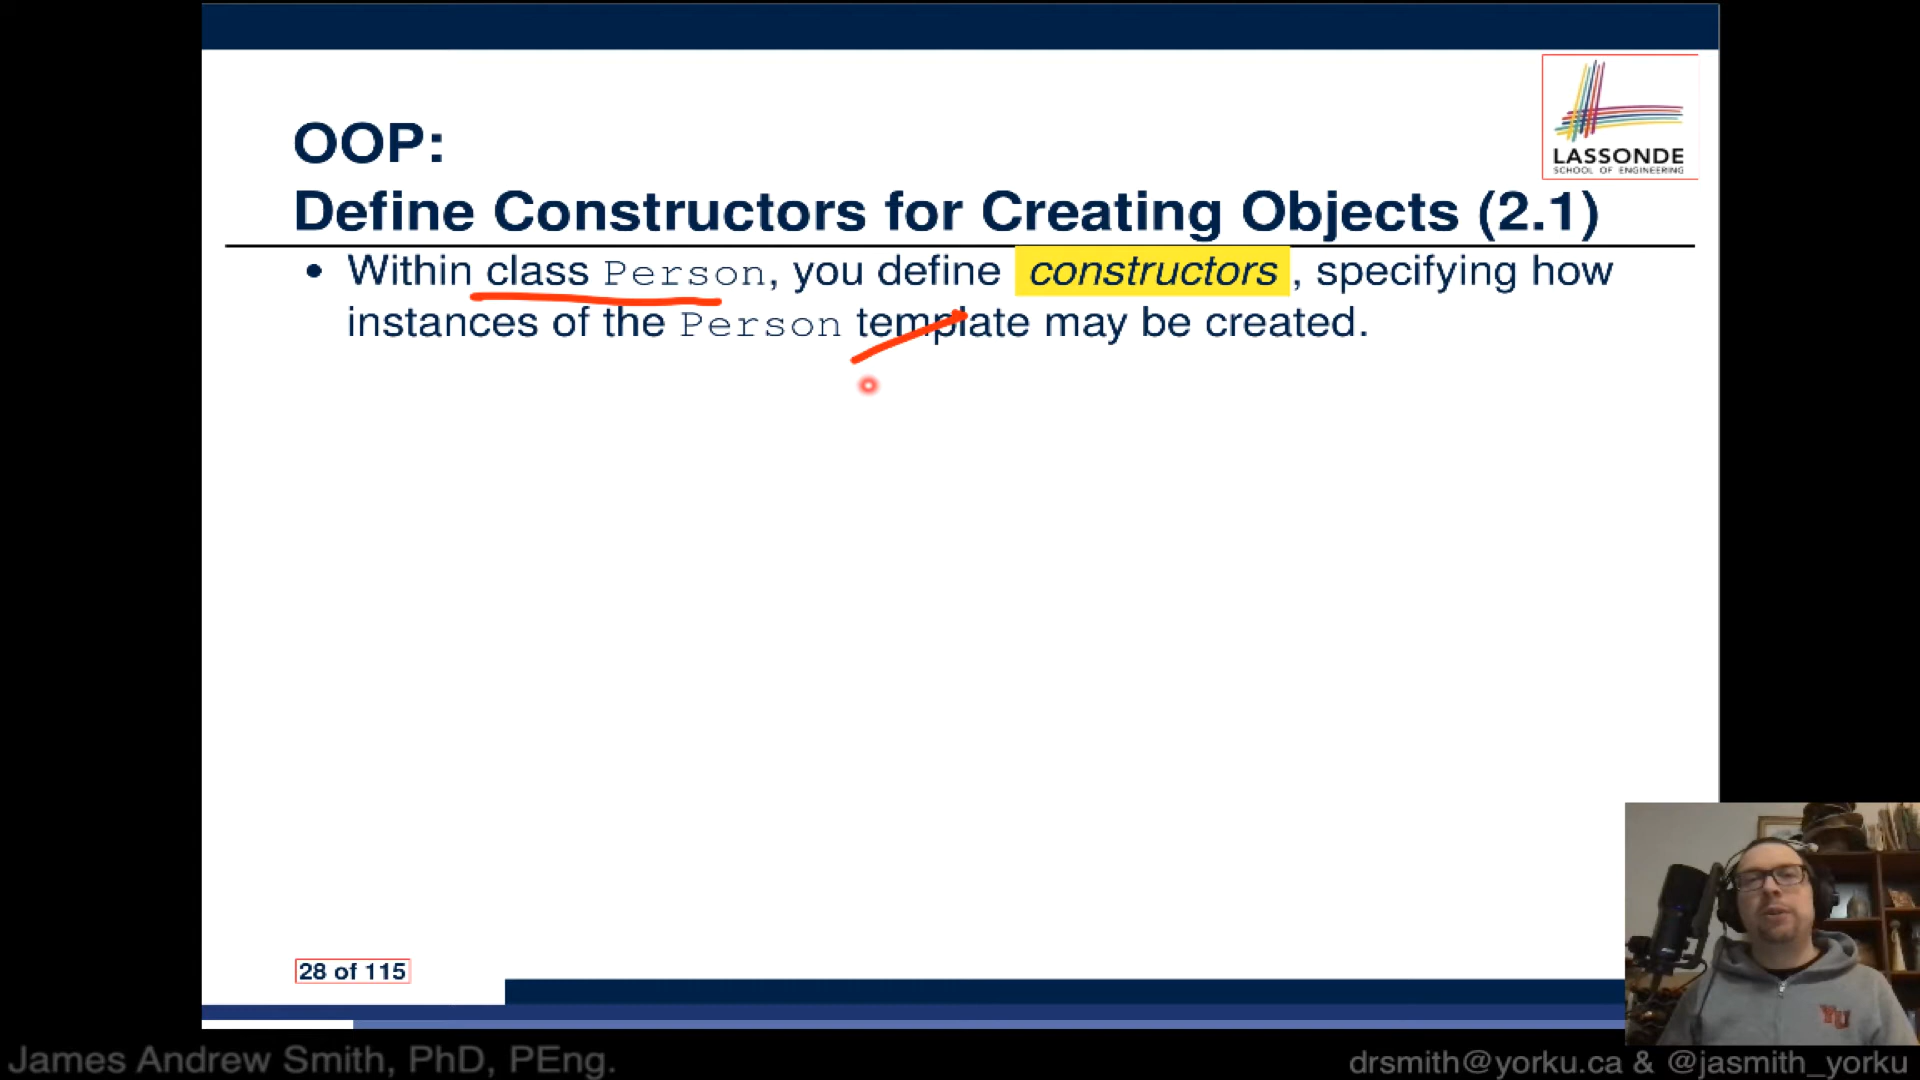 LASSONDE
SCHOOL OF ENGINEERING
OOP:
Define Constructors for Creating Objects (2.1)
• Within class Person, you define constructors, specifying how
instances of the Person template may be created.
28 of 115
YU
James Andrew Smith, PhD, PEng.
drsmith@yorku.ca & @jasmith_yorku